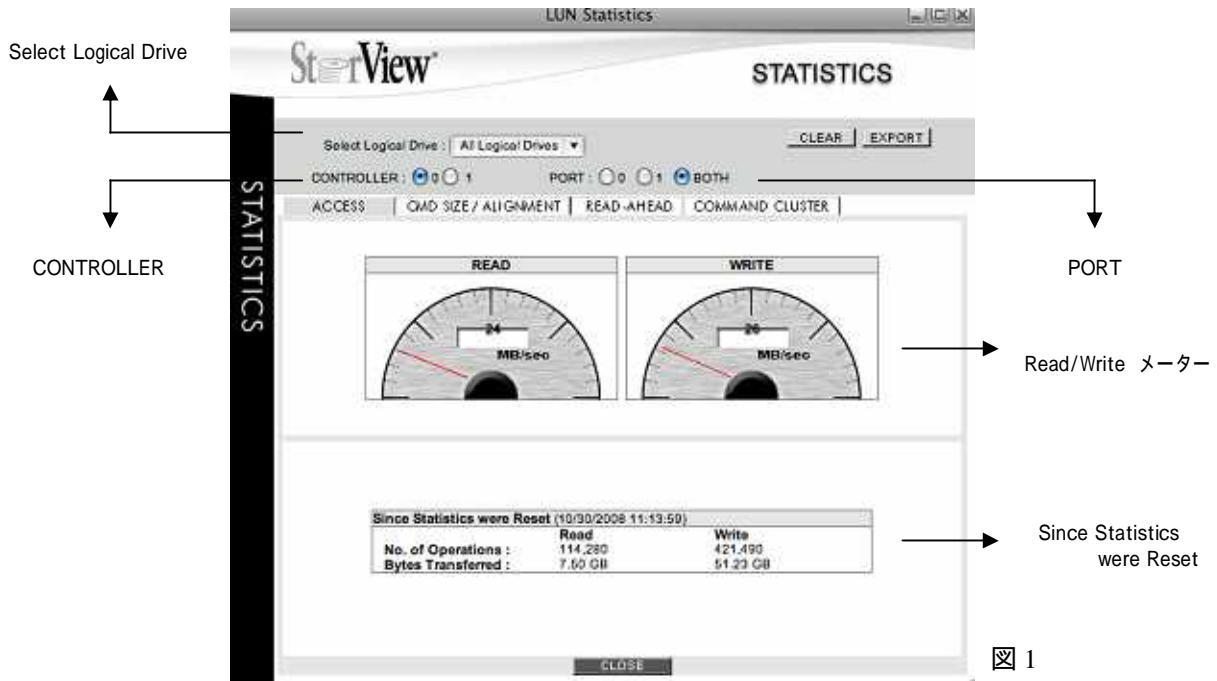 LUN Statistics
Select Logical Drive
StorView
STATISTICS
Select Logical Drive : All Logical Drives
CLEAR EXPORT
CONTROLLER : 0 1 PORT : 0 1 BOTH
STATISTICS
ACCESS CMD SIZE / ALIGNMENT READ-AHEAD COMMAND CLUSTER
CONTROLLER
PORT
READ WRITE
24 26
MB/sec MB/sec
Read/Write メーター
Since Statistics were Reset (10/30/2008 11:13:59)
Read Write
No. of Operations : 114,280 421,490
Bytes Transferred : 7.50 GB 51.23 GB
Since Statistics
were Reset
CLOSE
図 1